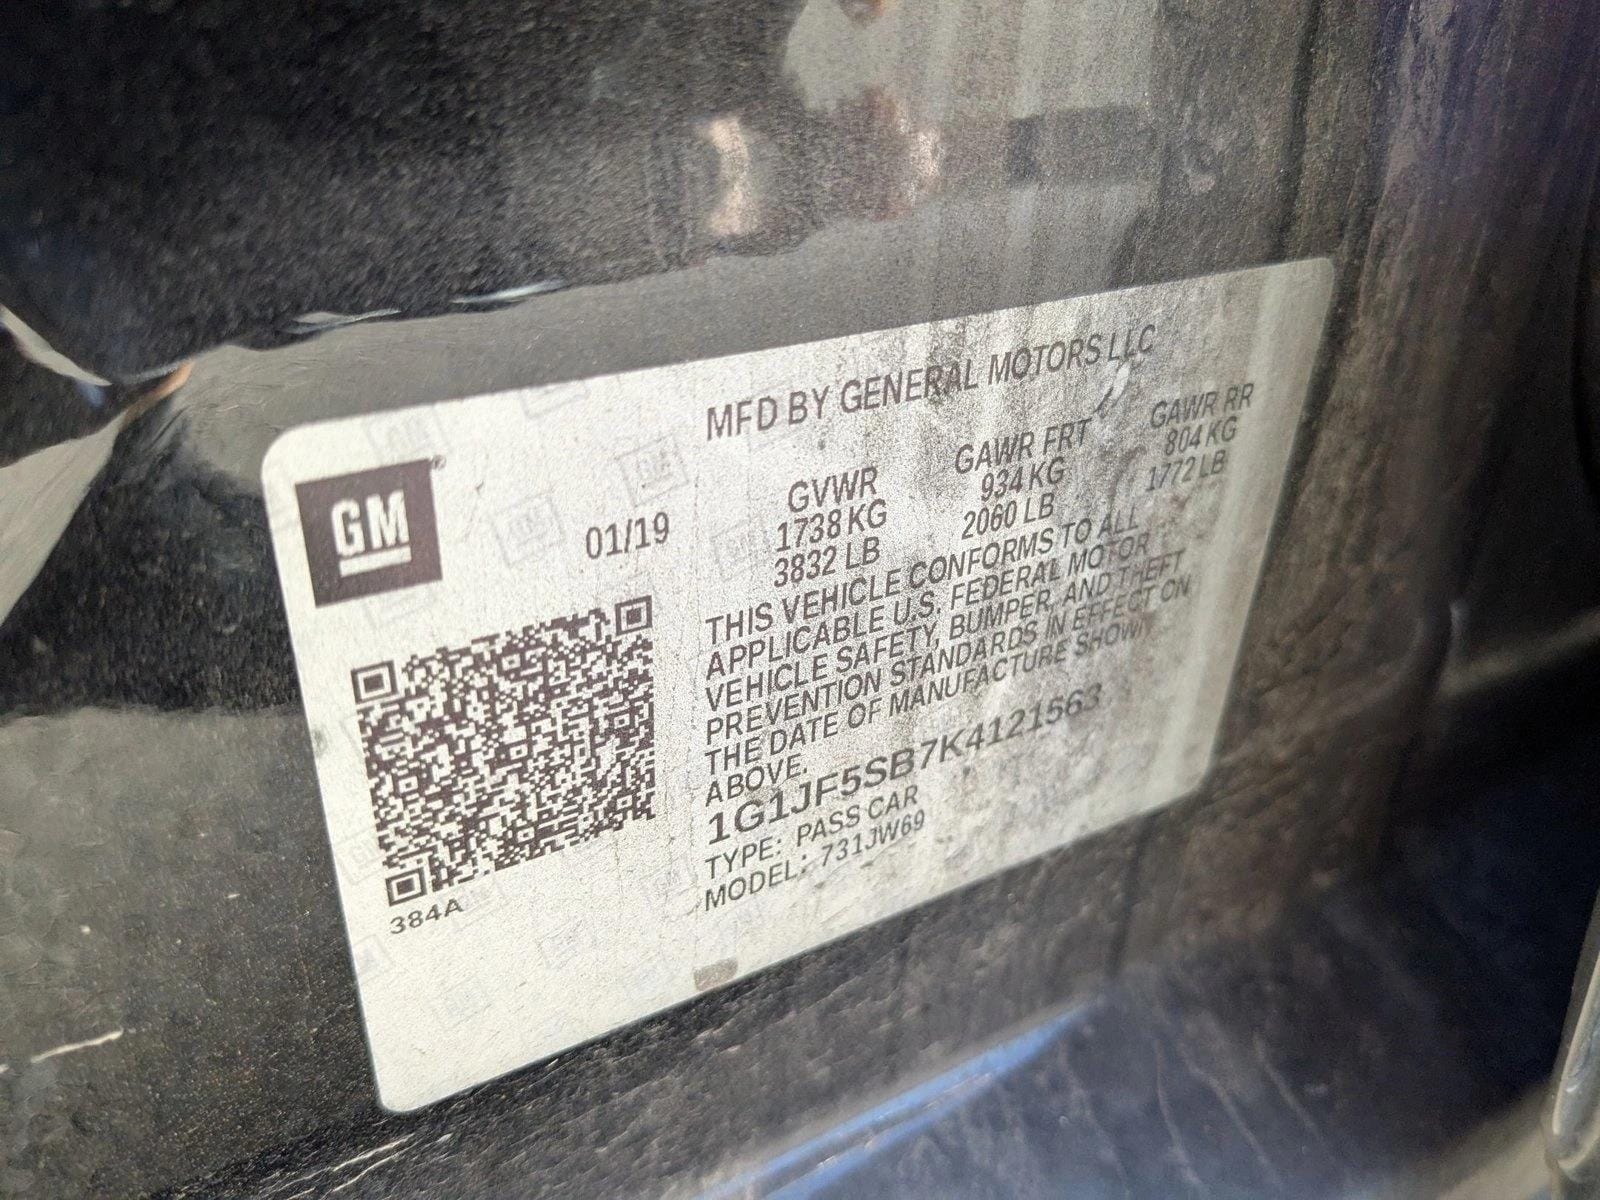 GM
01/19
384A
MFD BY GENERAL MOTORS LLC
GVWR GAWR FRT GAWR RR
1738 KG 934 KG 804 KG
3832 LB 2060 LB 1772 LB
THIS VEHICLE CONFORMS TO ALL
APPLICABLE U.S. FEDERAL MOTOR
VEHICLE SAFETY, BUMPER, AND THEFT
PREVENTION STANDARDS IN EFFECT ON
THE DATE OF MANUFACTURE SHOWN
ABOVE.
1G1JF5SB7K4121563
TYPE: PASS CAR
MODEL: 731JW69